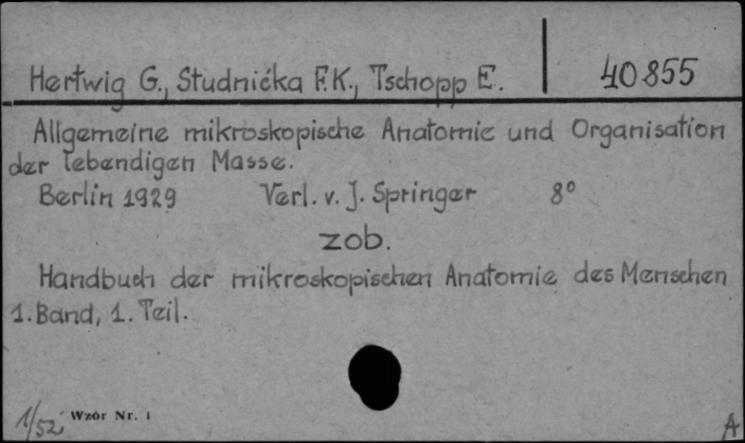 Hertwig G., Studnićka F.K., Tschopp E. 40855
Allgemeine mikroskopische Anatomie und Organisation
der lebendigen Masse.
Berlin 1929 Verl. v. J. Springer 8°
zob.
Handbuch der mikroskopischen Anatomie des Menschen
1. Band, 1. Teil.
1/52 Wzór Nr. 1
A